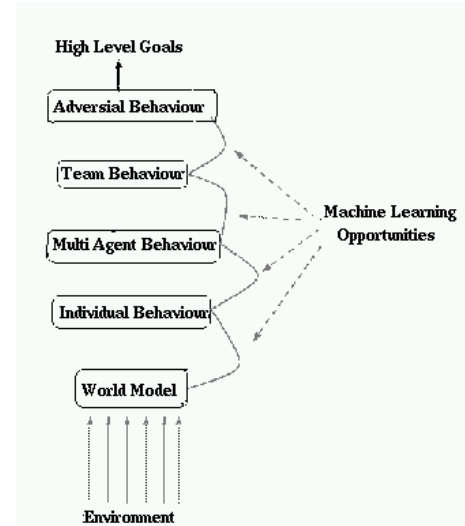 High Level Goals
Adversial Behaviour
Team Behaviour
Machine Learning
Opportunities
Multi Agent Behaviour
Individual Behaviour
World Model
Environment